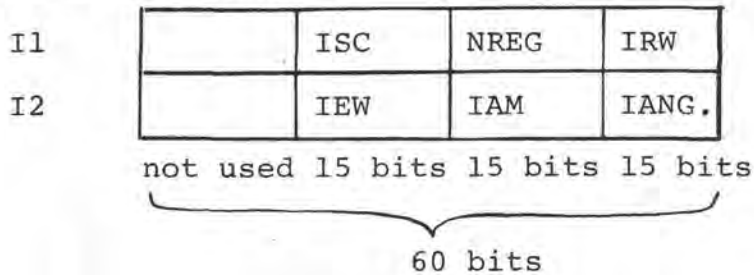 I1 ISC NREG IRW
I2 IEW IAM IANG.
not used 15 bits 15 bits 15 bits
60 bits